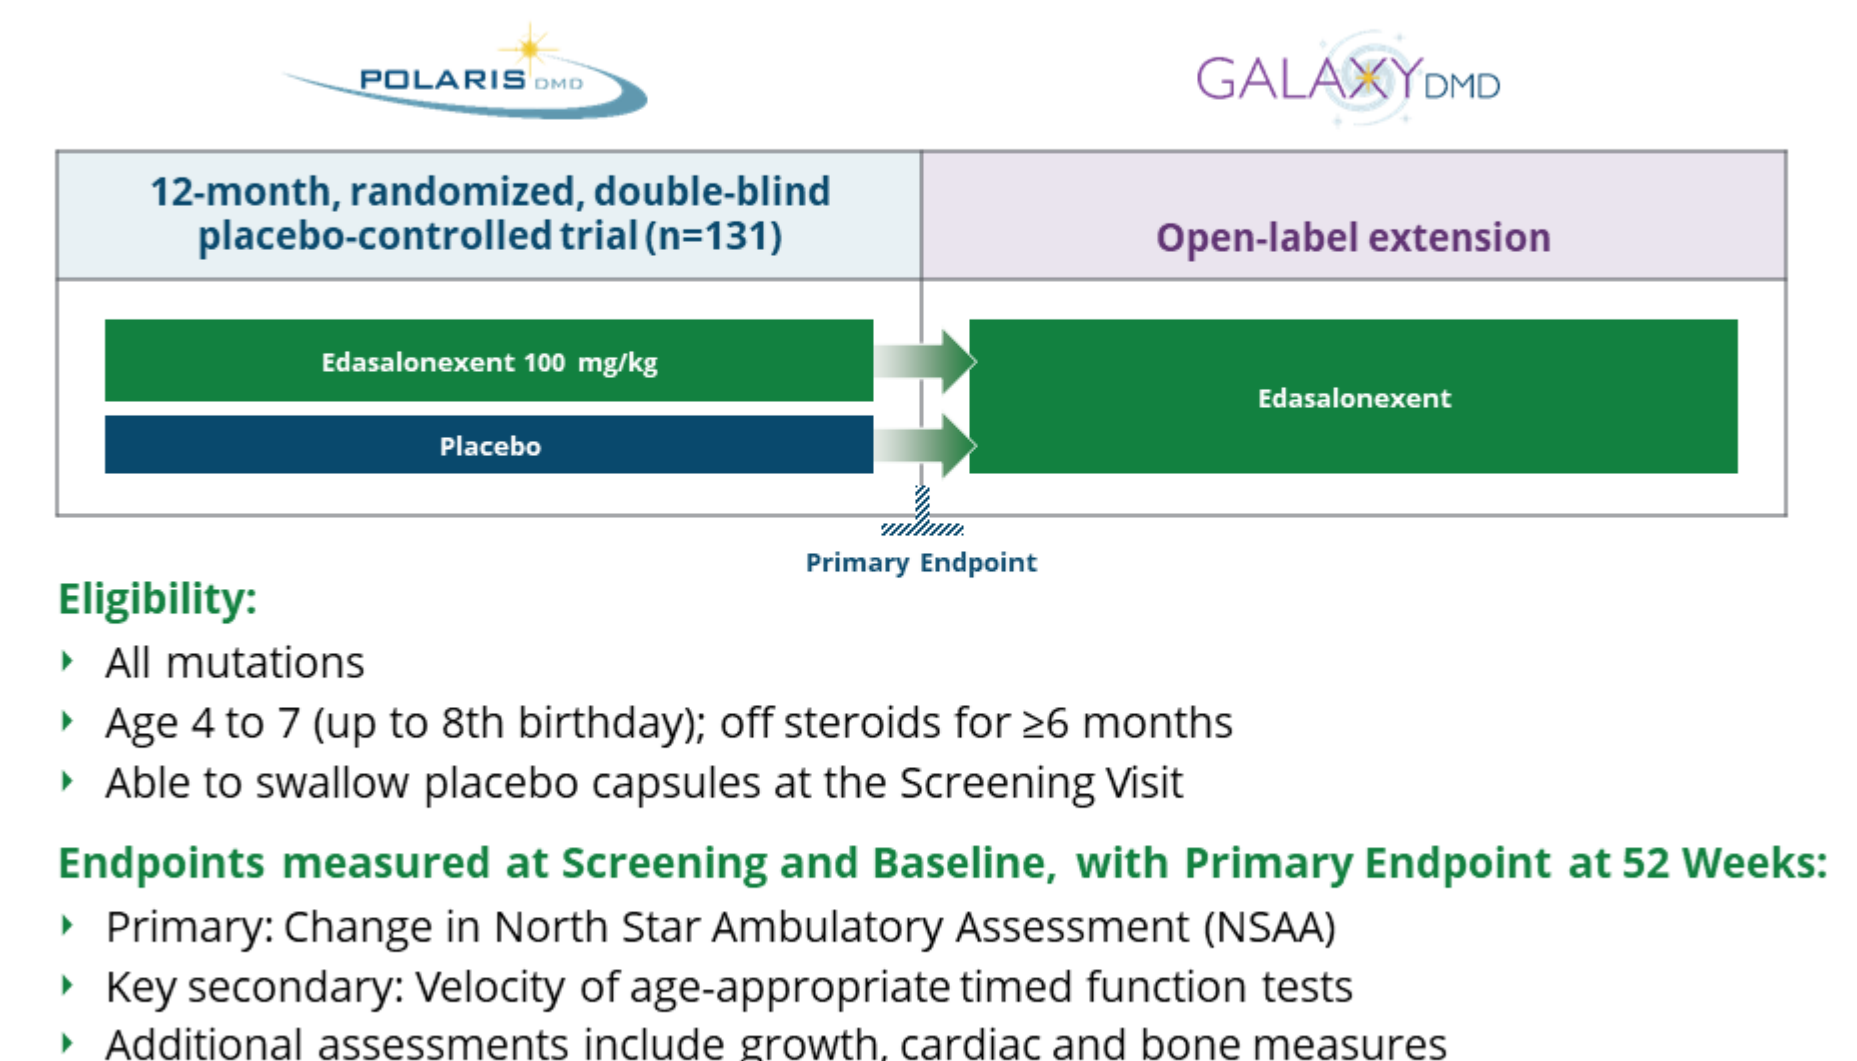 POLARIS DMD
GALAXY DMD
12-month, randomized, double-blind
placebo-controlled trial (n=131)
Open-label extension
Edasalonexent 100 mg/kg
Placebo
Edasalonexent
Primary Endpoint
Eligibility:
All mutations
Age 4 to 7 (up to 8th birthday); off steroids for ≥6 months
Able to swallow placebo capsules at the Screening Visit
Endpoints measured at Screening and Baseline, with Primary Endpoint at 52 Weeks:
Primary: Change in North Star Ambulatory Assessment (NSAA)
Key secondary: Velocity of age-appropriate timed function tests
Additional assessments include growth, cardiac and bone measures